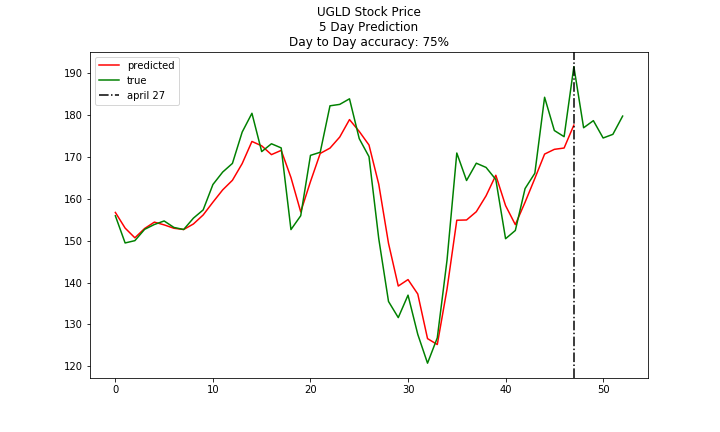 UGLD Stock Price
5 Day Prediction
Day to Day accuracy: 75%
predicted
true
april 27
190
180
170
160
150
140
130
120
0 10 20 30 40 50